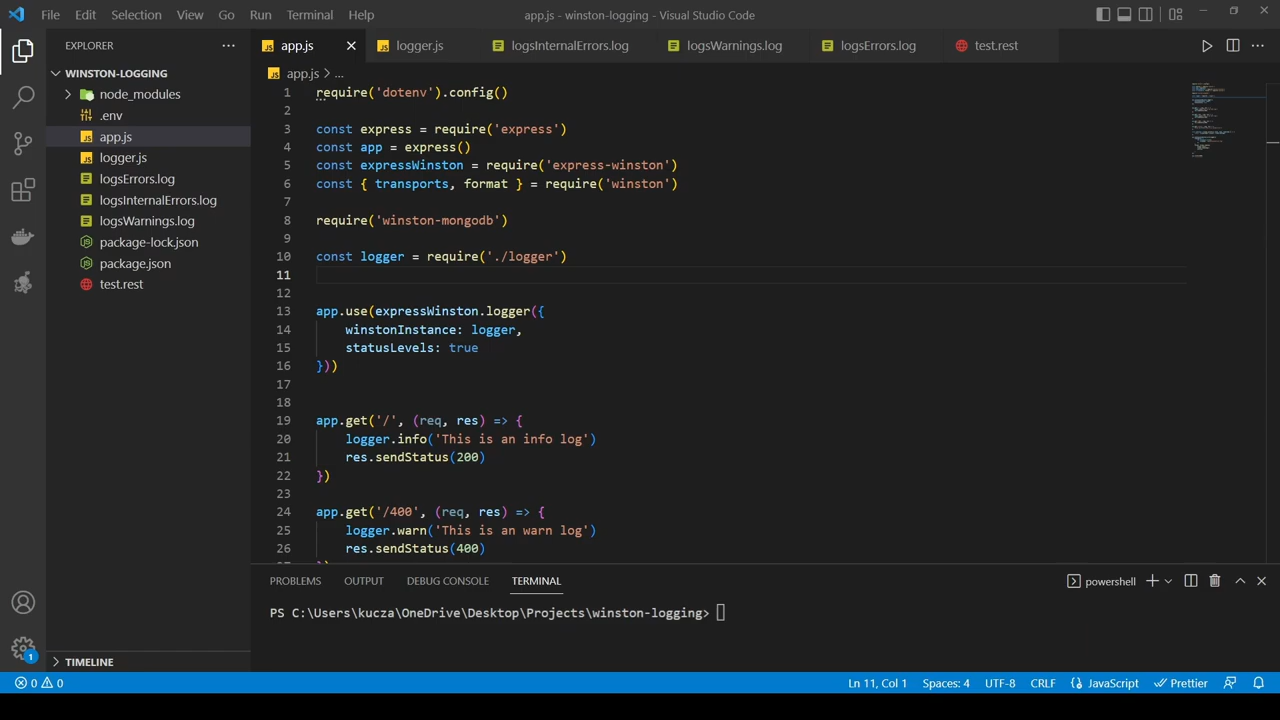 File Edit Selection View Go Run Terminal Help
app.js - winston-logging - Visual Studio Code
EXPLORER
WINSTON-LOGGING
node_modules
.env
app.js
logger.js
logsErrors.log
logsInternalErrors.log
logsWarnings.log
package-lock.json
package.json
test.rest
TIMELINE
app.js logger.js logsInternalErrors.log logsWarnings.log logsErrors.log test.rest
app.js > ...
1 require('dotenv').config()
2
3 const express = require('express')
4 const app = express()
5 const expressWinston = require('express-winston')
6 const { transports, format } = require('winston')
7
8 require('winston-mongodb')
9
10 const logger = require('./logger')
11
12
13 app.use(expressWinston.logger({
14 winstonInstance: logger,
15 statusLevels: true
16 }))
17
18
19 app.get('/', (req, res) => {
20 logger.info('This is an info log')
21 res.sendStatus(200)
22 })
23
24 app.get('/400', (req, res) => {
25 logger.warn('This is an warn log')
26 res.sendStatus(400)
PROBLEMS OUTPUT DEBUG CONSOLE TERMINAL
powershell
PS C:\Users\kucza\OneDrive\Desktop\Projects\winston-logging>
1
0 0
Ln 11, Col 1 Spaces: 4 UTF-8 CRLF JavaScript Prettier